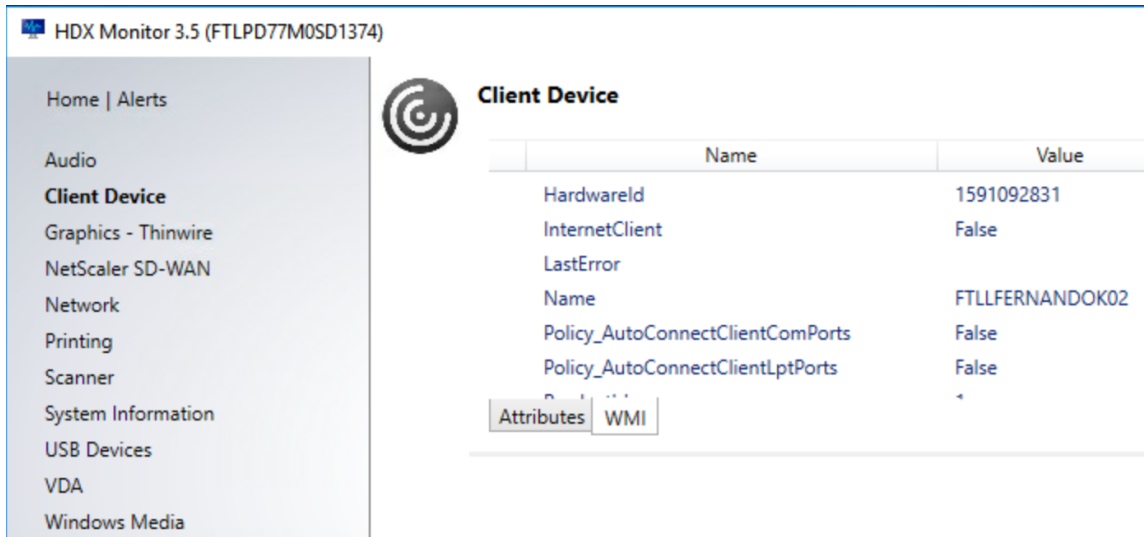 HDX Monitor 3.5 (FTLPD77M0SD1374)
Home | Alerts
Audio
Client Device
Graphics - Thinwire
NetScaler SD-WAN
Network
Printing
Scanner
System Information
USB Devices
VDA
Windows Media
Client Device
Name Value
HardwareId 1591092831
InternetClient False
LastError
Name FTLLFERNANDOK02
Policy_AutoConnectClientComPorts False
Policy_AutoConnectClientLptPorts False
Attributes WMI